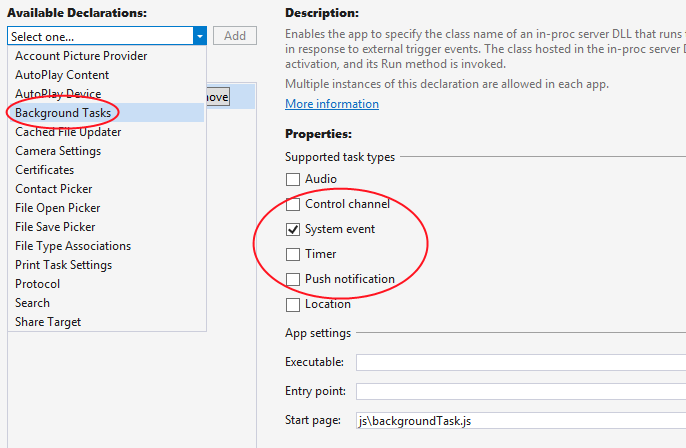 Available Declarations:
Select one...
Add
Account Picture Provider
AutoPlay Content
AutoPlay Device
Background Tasks
Cached File Updater
Camera Settings
Certificates
Contact Picker
File Open Picker
File Save Picker
File Type Associations
Print Task Settings
Protocol
Search
Share Target
Description:
Enables the app to specify the class name of an in-proc server DLL that runs
in response to external trigger events. The class hosted in the in-proc server
activation, and its Run method is invoked.
Multiple instances of this declaration are allowed in each app.
More information
Properties:
Supported task types
Audio
Control channel
System event
Timer
Push notification
Location
App settings
Executable:
Entry point:
Start page:
js\backgroundTask.js